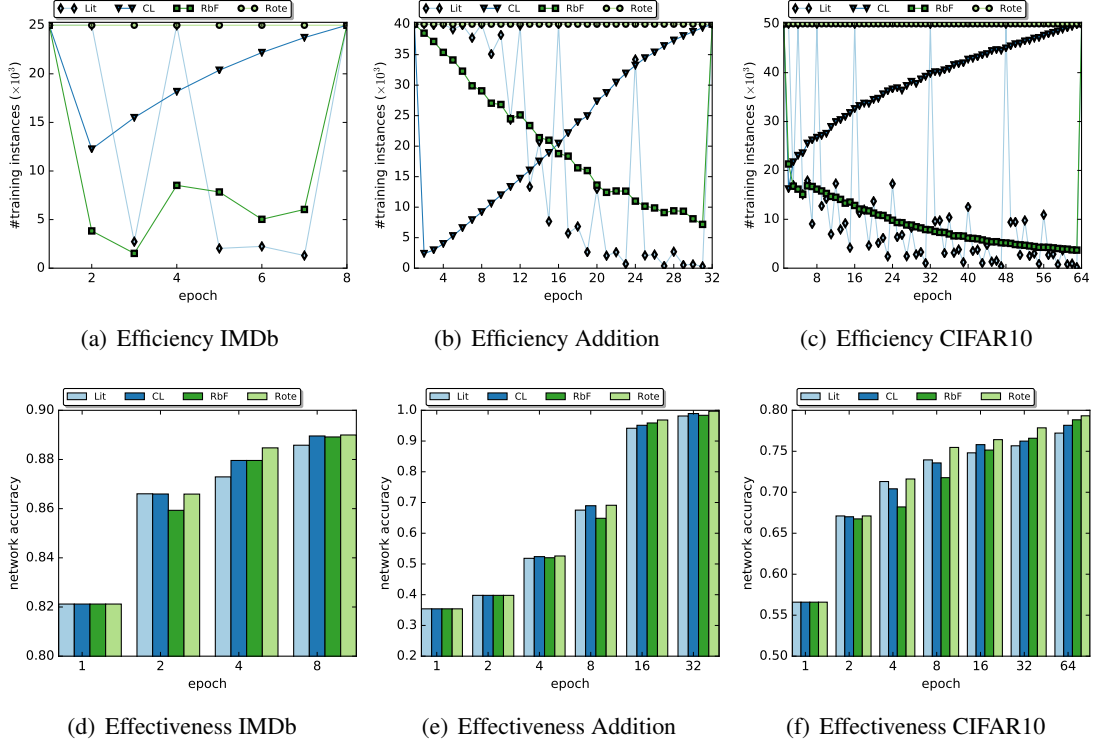 Lit CL RbF Rote
#training instances (×10³)
25
20
15
10
5
0
2 4 6 8
epoch
(a) Efficiency IMDb
Lit CL RbF Rote
#training instances (×10³)
40
35
30
25
20
15
10
5
0
4 8 12 16 20 24 28 32
epoch
(b) Efficiency Addition
Lit CL RbF Rote
#training instances (×10³)
50
40
30
20
10
0
8 16 24 32 40 48 56 64
epoch
(c) Efficiency CIFAR10
Lit CL RbF Rote
network accuracy
0.90
0.88
0.86
0.84
0.82
0.80
1 2 4 8
epoch
(d) Effectiveness IMDb
Lit CL RbF Rote
network accuracy
1.0
0.9
0.8
0.7
0.6
0.5
0.4
0.3
0.2
1 2 4 8 16 32
epoch
(e) Effectiveness Addition
Lit CL RbF Rote
network accuracy
0.80
0.75
0.70
0.65
0.60
0.55
0.50
1 2 4 8 16 32 64
epoch
(f) Effectiveness CIFAR10